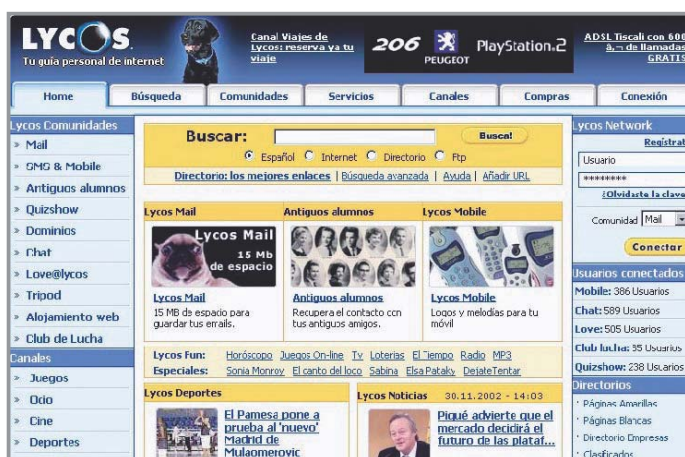 LYCOS
Tu guía personal de internet
Canal Viajes de
Lycos: reserva ya tu
viaje
206 PEUGEOT PlayStation.2
ADSL Tiscali con 600
de llamadas
GRATIS
Home Búsqueda Comunidades Servicios Canales Compras Conexión
Lycos Comunidades
» Mail
» SMS & Mobile
» Antiguos alumnos
» Quizshow
» Dominios
» Chat
» Love@lycos
» Tripod
» Alojamiento web
» Club de Lucha
Canales
» Juegos
» Ocio
» Cine
» Deportes
Buscar: Busca!
Español Internet Directorio Ftp
Directorio: los mejores enlaces | Búsqueda avanzada | Ayuda | Añadir URL
Lycos Mail
Lycos Mail
15 Mb
de espacio
Lycos Mail
15 MB de espacio para
guardar tus emails.
Antiguos alumnos
Antiguos alumnos
Recupera el contacto con
tus antiguos amigos.
Lycos Mobile
Lycos Mobile
Logos y melodías para tu
móvil
Lycos Fun: Horóscopo Juegos On-line Tv Loterias El Tiempo Radio MP3
Especiales: Sonia Monroy El canto del loco Sabina Elsa Pataky DejateTentar
Lycos Deportes
El Pamesa pone a
prueba al 'nuevo'
Madrid de
Mulaomerovic
Lycos Noticias 30.11.2002 - 14:03
Piqué advierte que el
mercado decidirá el
futuro de las plataf...
Lycos Network
Regístrat
Usuario
********
¿Olvidaste la clave
Comunidad Mail
Conectar
Usuarios conectados
Mobile: 386 Usuarios
Chat: 589 Usuarios
Love: 505 Usuarios
Club lucha: 35 Usuarios
Quizshow: 238 Usuarios
Directorios
Páginas Amarillas
Páginas Blancas
Directorio Empresas
Clasificados